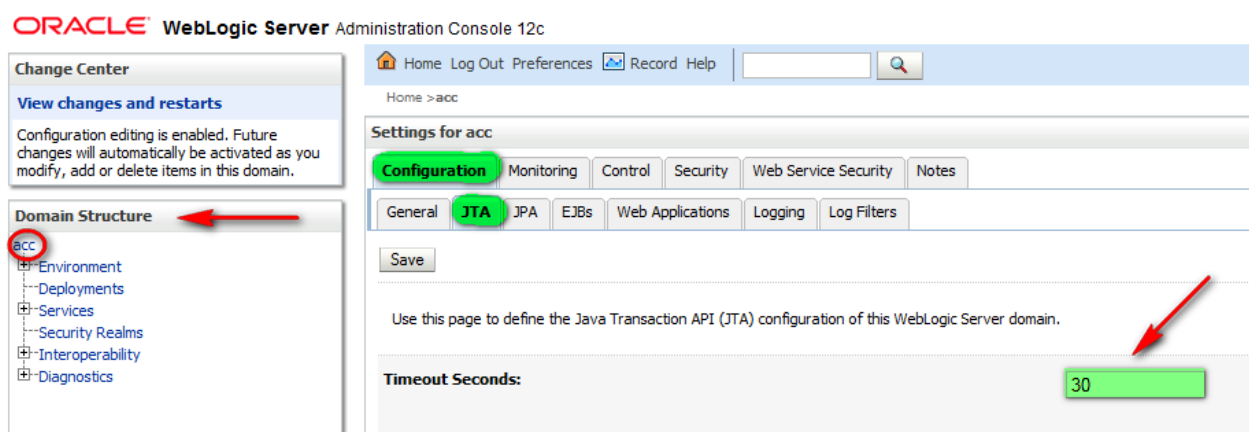 ORACLE WebLogic Server Administration Console 12c
Change Center
View changes and restarts
Configuration editing is enabled. Future
changes will automatically be activated as you
modify, add or delete items in this domain.
Domain Structure
acc
Environment
Deployments
Services
Security Realms
Interoperability
Diagnostics
Home Log Out Preferences Record Help
Home >acc
Settings for acc
Configuration Monitoring Control Security Web Service Security Notes
General JTA JPA EJBs Web Applications Logging Log Filters
Save
Use this page to define the Java Transaction API (JTA) configuration of this WebLogic Server domain.
Timeout Seconds: 30